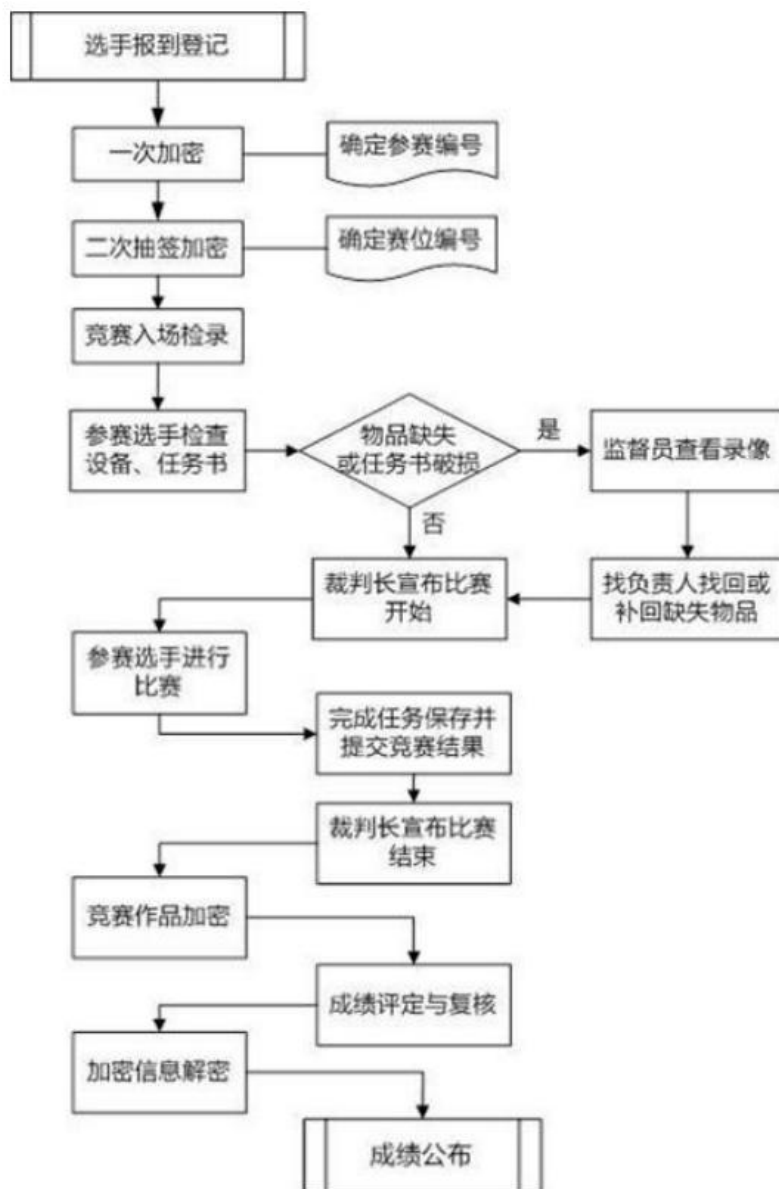 选手报到登记
一次加密
确定参赛编号
二次抽签加密
确定赛位编号
竞赛入场检录
参赛选手检查
设备、任务书
物品缺失
或任务书破损
是
监督员查看录像
否
裁判长宣布比赛
开始
找负责人找回或
补回缺失物品
参赛选手进行
比赛
完成任务保存并
提交竞赛结果
裁判长宣布比赛
结束
竞赛作品加密
成绩评定与复核
加密信息解密
成绩公布